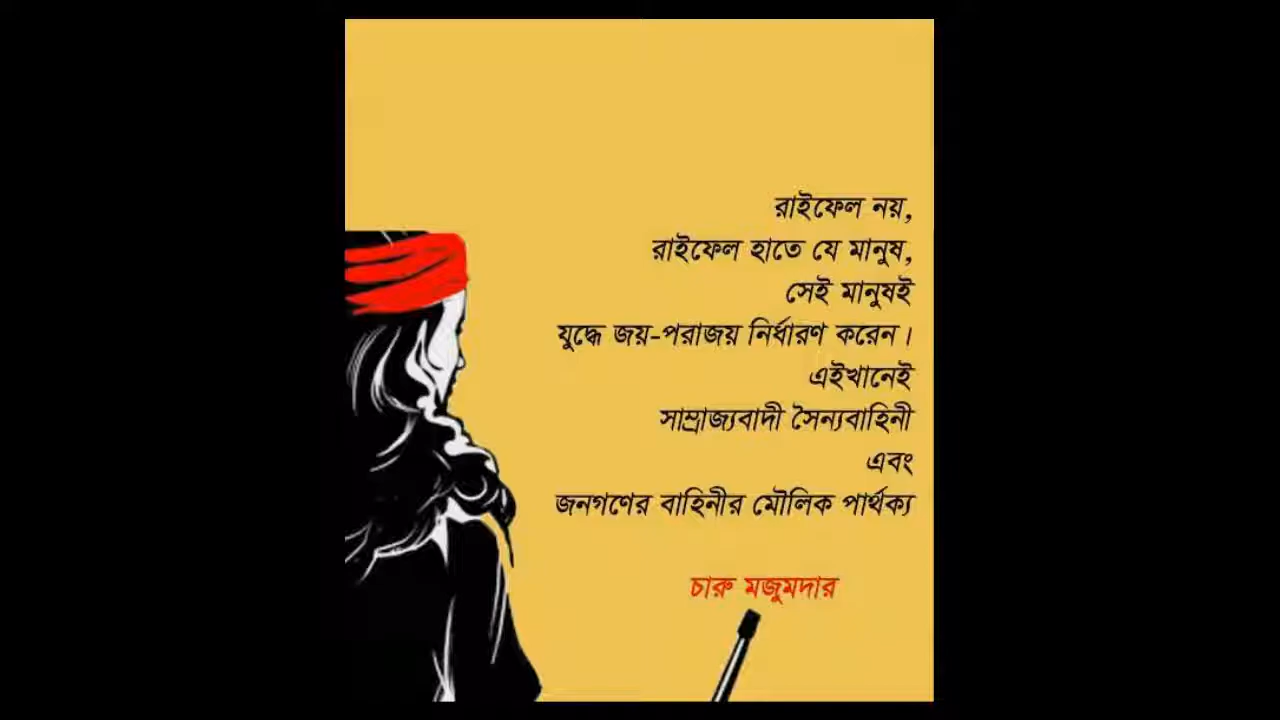 রাইফেল নয়,
রাইফেল হাতে যে মানুষ,
সেই মানুষই
যুদ্ধে জয়-পরাজয় নির্ধারণ করেন।
এইখানেই
সাম্রাজ্যবাদী সৈন্যবাহিনী
এবং
জনগণের বাহিনীর মৌলিক পার্থক্য
চারু মজুমদার